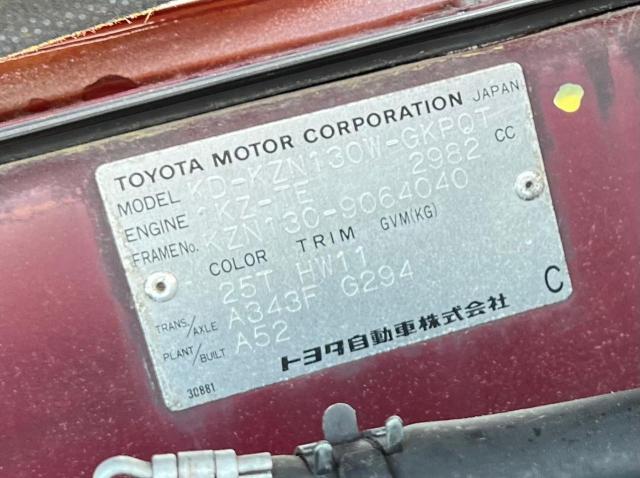 TOYOTA MOTOR CORPORATION JAPAN
MODEL KD-KZN130W-GKPQT
ENGINE 1KZ-TE 2982 CC
FRAME No. KZN130-9064040
COLOR TRIM GVM(KG)
25T HW11
TRANS./AXLE A343F G294
PLANT/BUILT A52
C
トヨタ自動車株式会社
30881